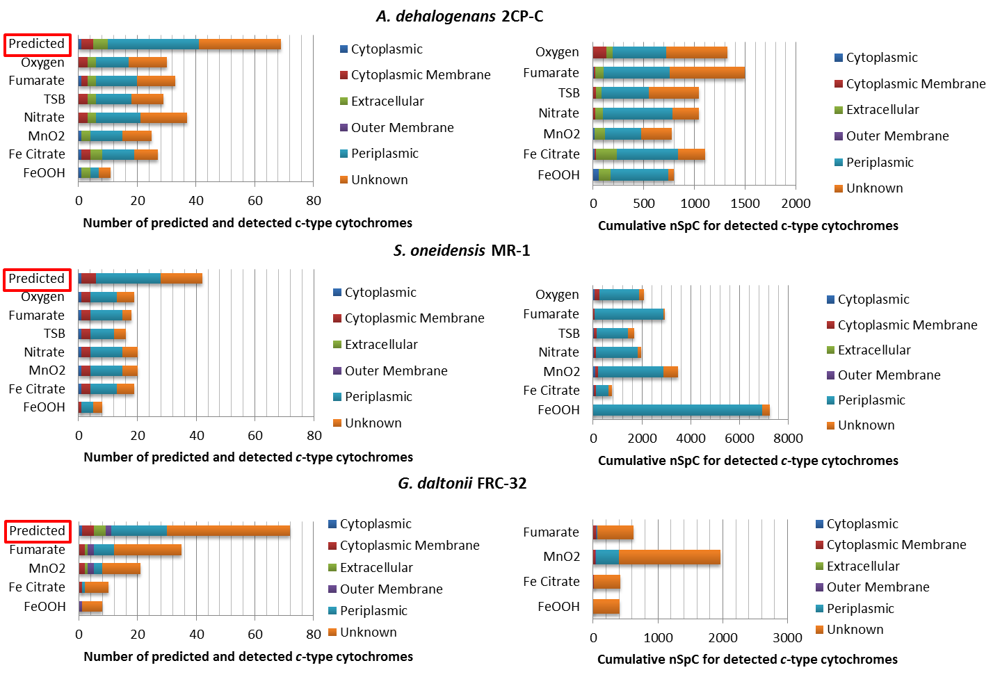 A. dehalogenans 2CP-C
Predicted
Oxygen
Fumarate
TSB
Nitrate
MnO2
Fe Citrate
FeOOH
0 20 40 60 80
Number of predicted and detected c-type cytochromes
Cytoplasmic
Cytoplasmic Membrane
Extracellular
Outer Membrane
Periplasmic
Unknown
Oxygen
Fumarate
TSB
Nitrate
MnO2
Fe Citrate
FeOOH
0 500 1000 1500 2000
Cumulative nSpC for detected c-type cytochromes
Cytoplasmic
Cytoplasmic Membrane
Extracellular
Outer Membrane
Periplasmic
Unknown
S. oneidensis MR-1
Predicted
Oxygen
Fumarate
TSB
Nitrate
MnO2
Fe Citrate
FeOOH
0 20 40 60 80
Number of predicted and detected c-type cytochromes
Cytoplasmic
Cytoplasmic Membrane
Extracellular
Outer Membrane
Periplasmic
Unknown
Oxygen
Fumarate
TSB
Nitrate
MnO2
Fe Citrate
FeOOH
0 2000 4000 6000 8000
Cumulative nSpC for detected c-type cytochromes
Cytoplasmic
Cytoplasmic Membrane
Extracellular
Outer Membrane
Periplasmic
Unknown
G. daltonii FRC-32
Predicted
Fumarate
MnO2
Fe Citrate
FeOOH
0 20 40 60 80
Number of predicted and detected c-type cytochromes
Cytoplasmic
Cytoplasmic Membrane
Extracellular
Outer Membrane
Periplasmic
Unknown
Fumarate
MnO2
Fe Citrate
FeOOH
0 1000 2000 3000
Cumulative nSpC for detected c-type cytochromes
Cytoplasmic
Cytoplasmic Membrane
Extracellular
Outer Membrane
Periplasmic
Unknown